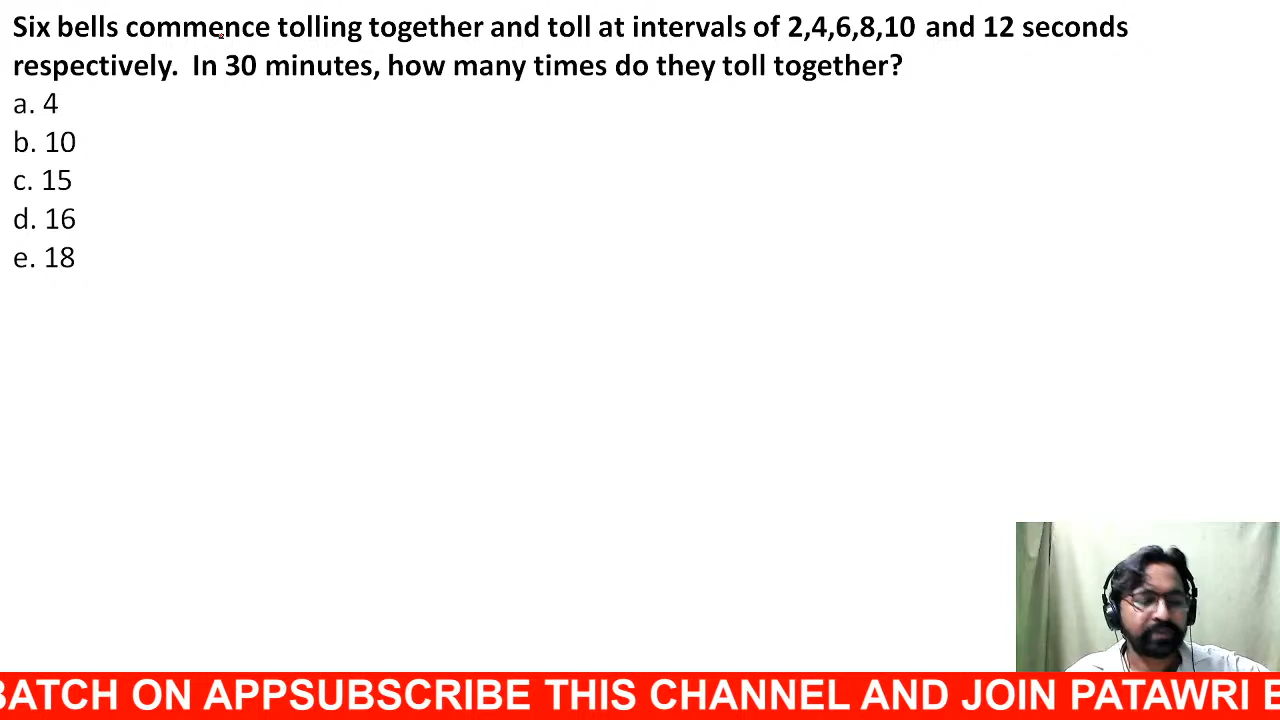 Six bells commence tolling together and toll at intervals of 2,4,6,8,10 and 12 seconds
respectively. In 30 minutes, how many times do they toll together?
a. 4
b. 10
c. 15
d. 16
e. 18
BATCH ON APPSUBSCRIBE THIS CHANNEL AND JOIN PATAWRI E